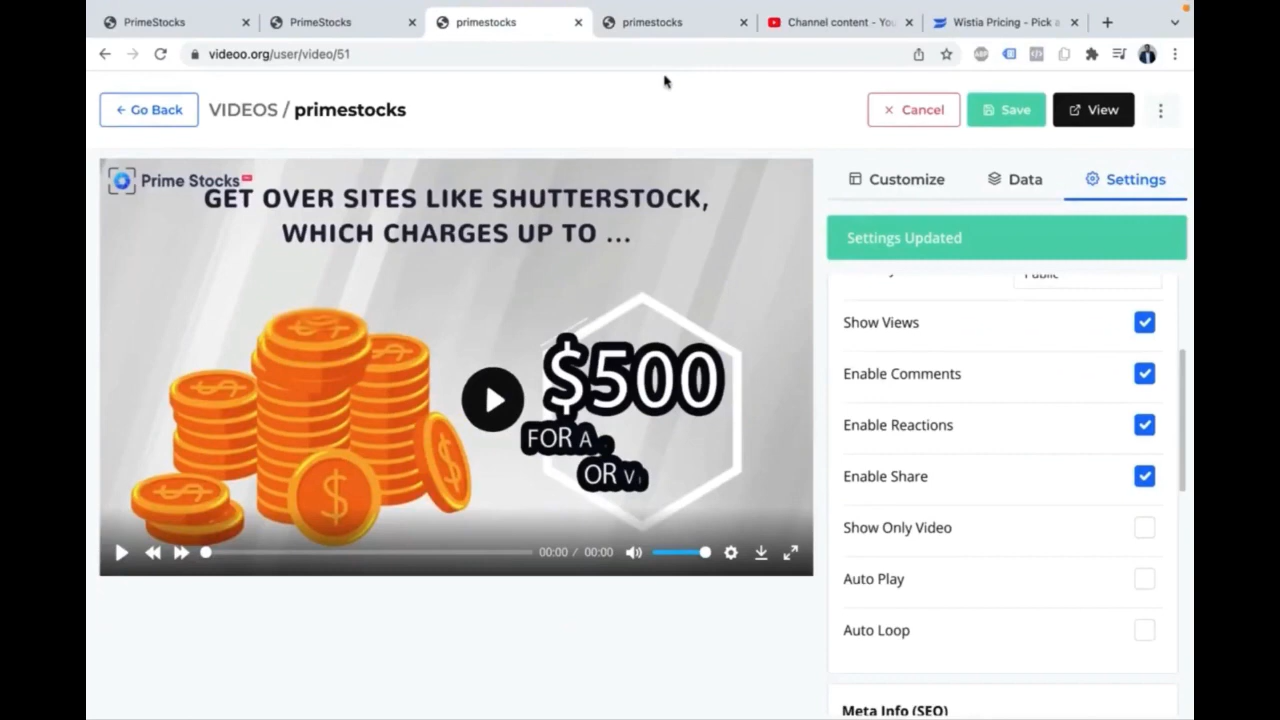 PrimeStocks
PrimeStocks
primestocks
primestocks
Channel content - You
Wistia Pricing - Pick a
videoo.org/user/video/51
Go Back
VIDEOS / primestocks
Cancel
Save
View
Prime Stocks
GET OVER SITES LIKE SHUTTERSTOCK,
WHICH CHARGES UP TO ...
$500
FOR A
OR V
00:00 / 00:00
Customize
Data
Settings
Settings Updated
Public
Show Views
Enable Comments
Enable Reactions
Enable Share
Show Only Video
Auto Play
Auto Loop
Meta Info (SEO)